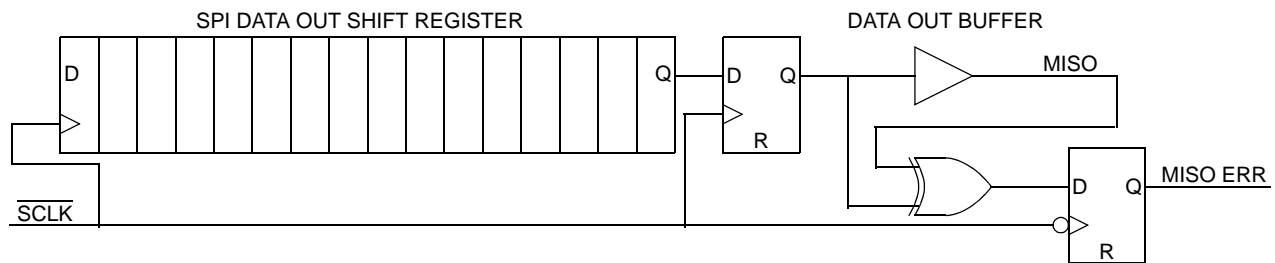 SPI DATA OUT SHIFT REGISTER
DATA OUT BUFFER
D
Q
D
Q
R
MISO
SCLK
D
Q
R
MISO ERR